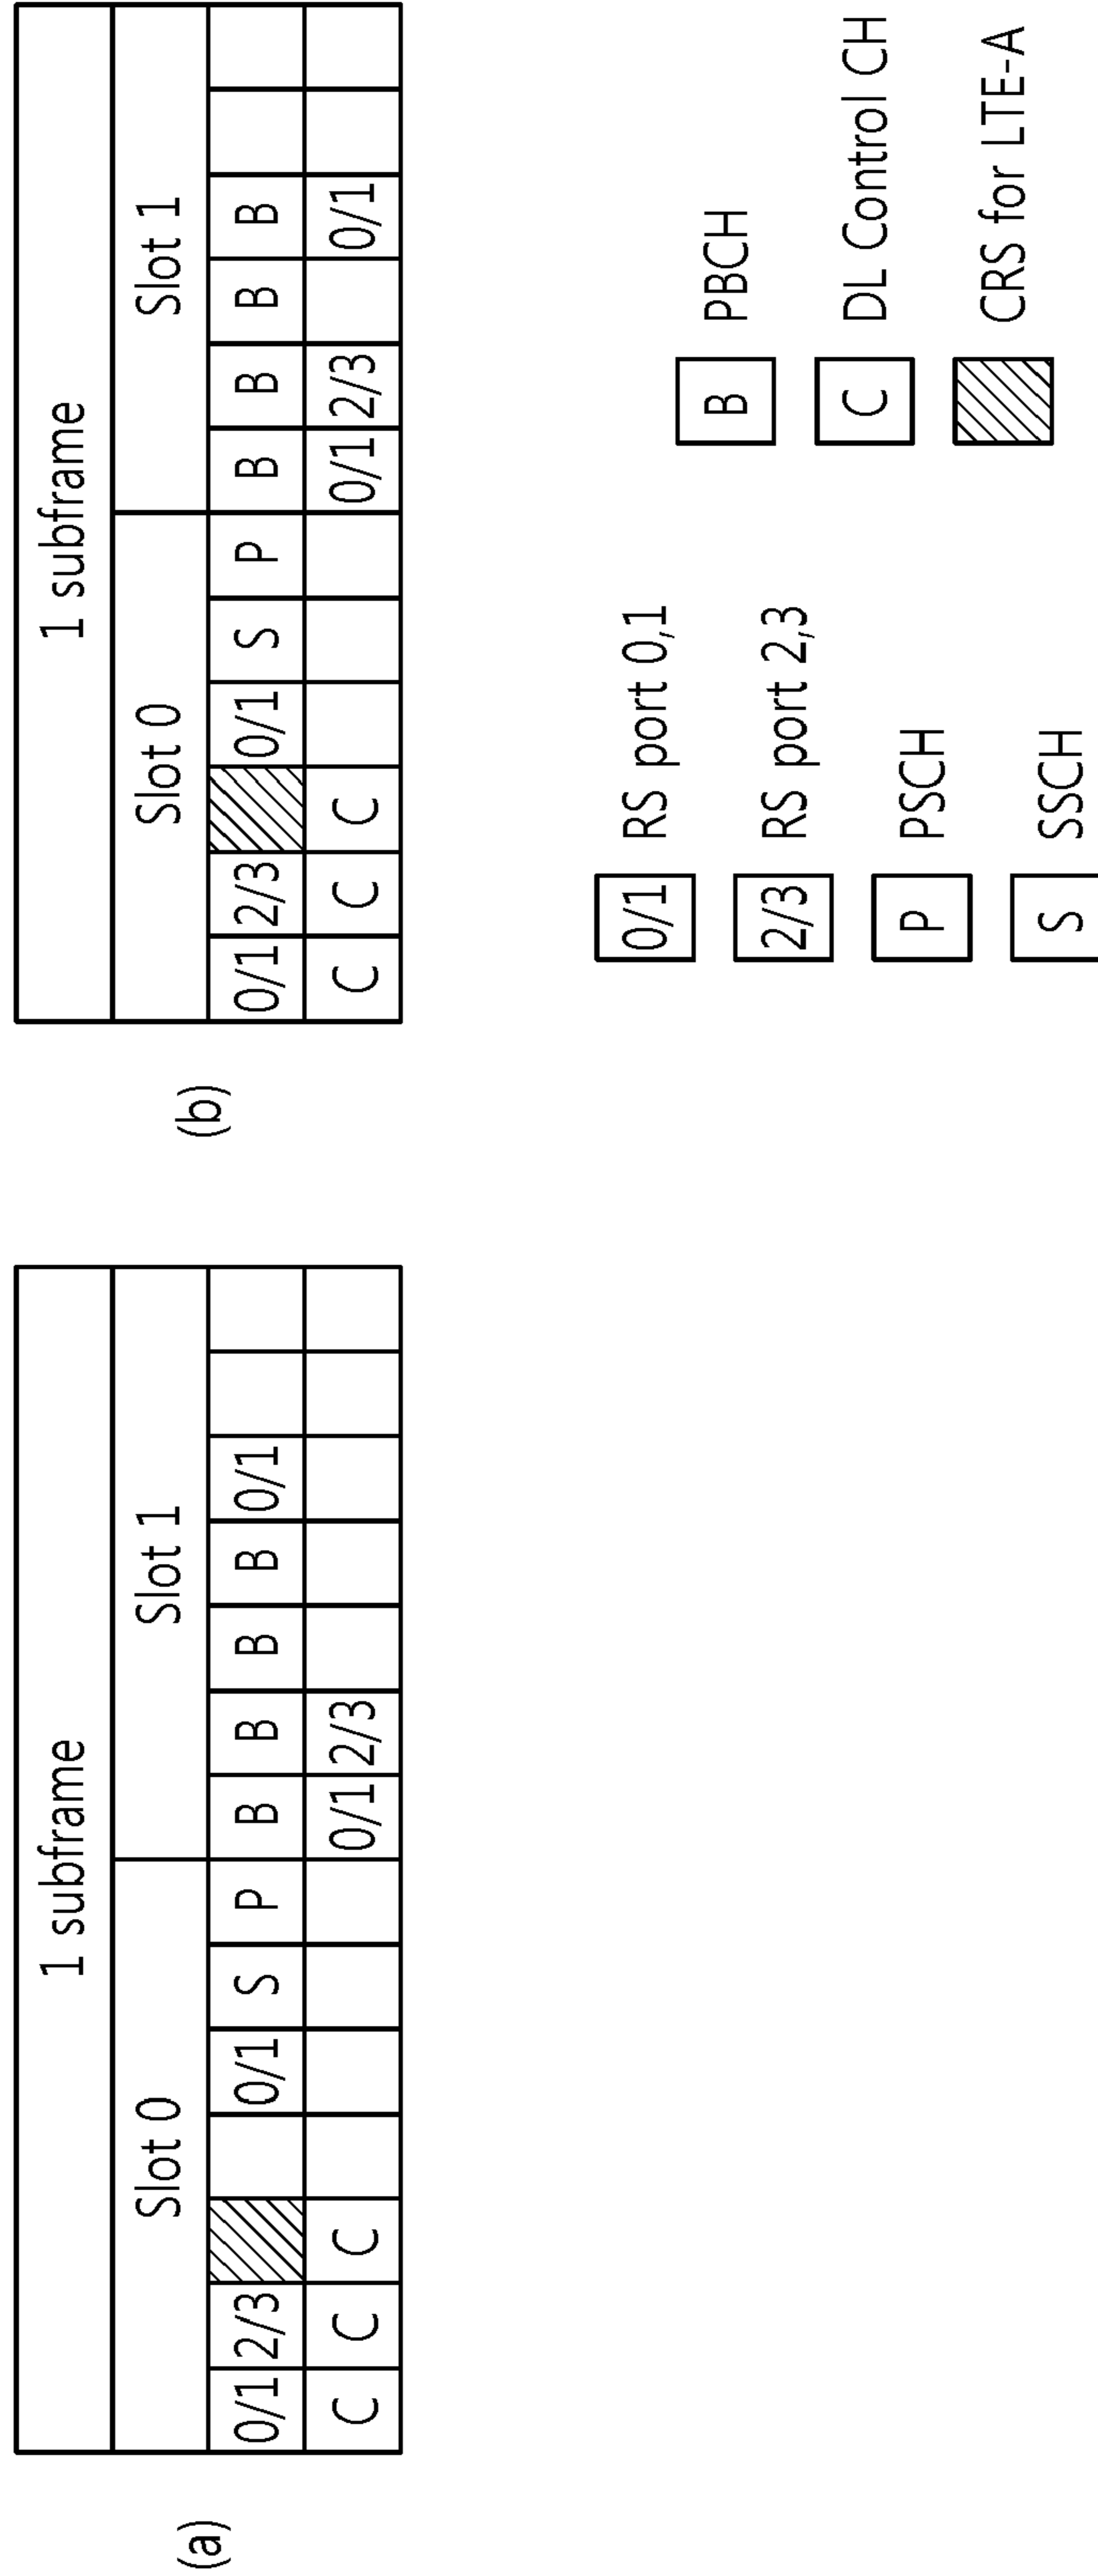 (a)
1 subframe
Slot 0 Slot 1
0/1 2/3 0/1 S P B B B B 0/1
C C C 0/1 2/3
(b)
1 subframe
Slot 0 Slot 1
0/1 2/3 0/1 S P B B B B
C C C 0/1 2/3 0/1
0/1 RS port 0,1
2/3 RS port 2,3
P PSCH
S SSCH
B PBCH
C DL Control CH
CRS for LTE-A